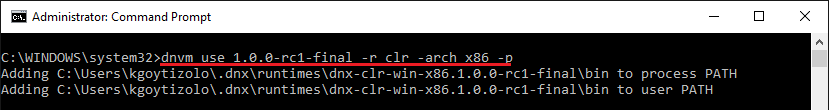 Administrator: Command Prompt
C:\WINDOWS\system32>dnvm use 1.0.0-rc1-final -r clr -arch x86 -p
Adding C:\Users\kgoytizolo\.dnx\runtimes\dnx-clr-win-x86.1.0.0-rc1-final\bin to process PATH
Adding C:\Users\kgoytizolo\.dnx\runtimes\dnx-clr-win-x86.1.0.0-rc1-final\bin to user PATH